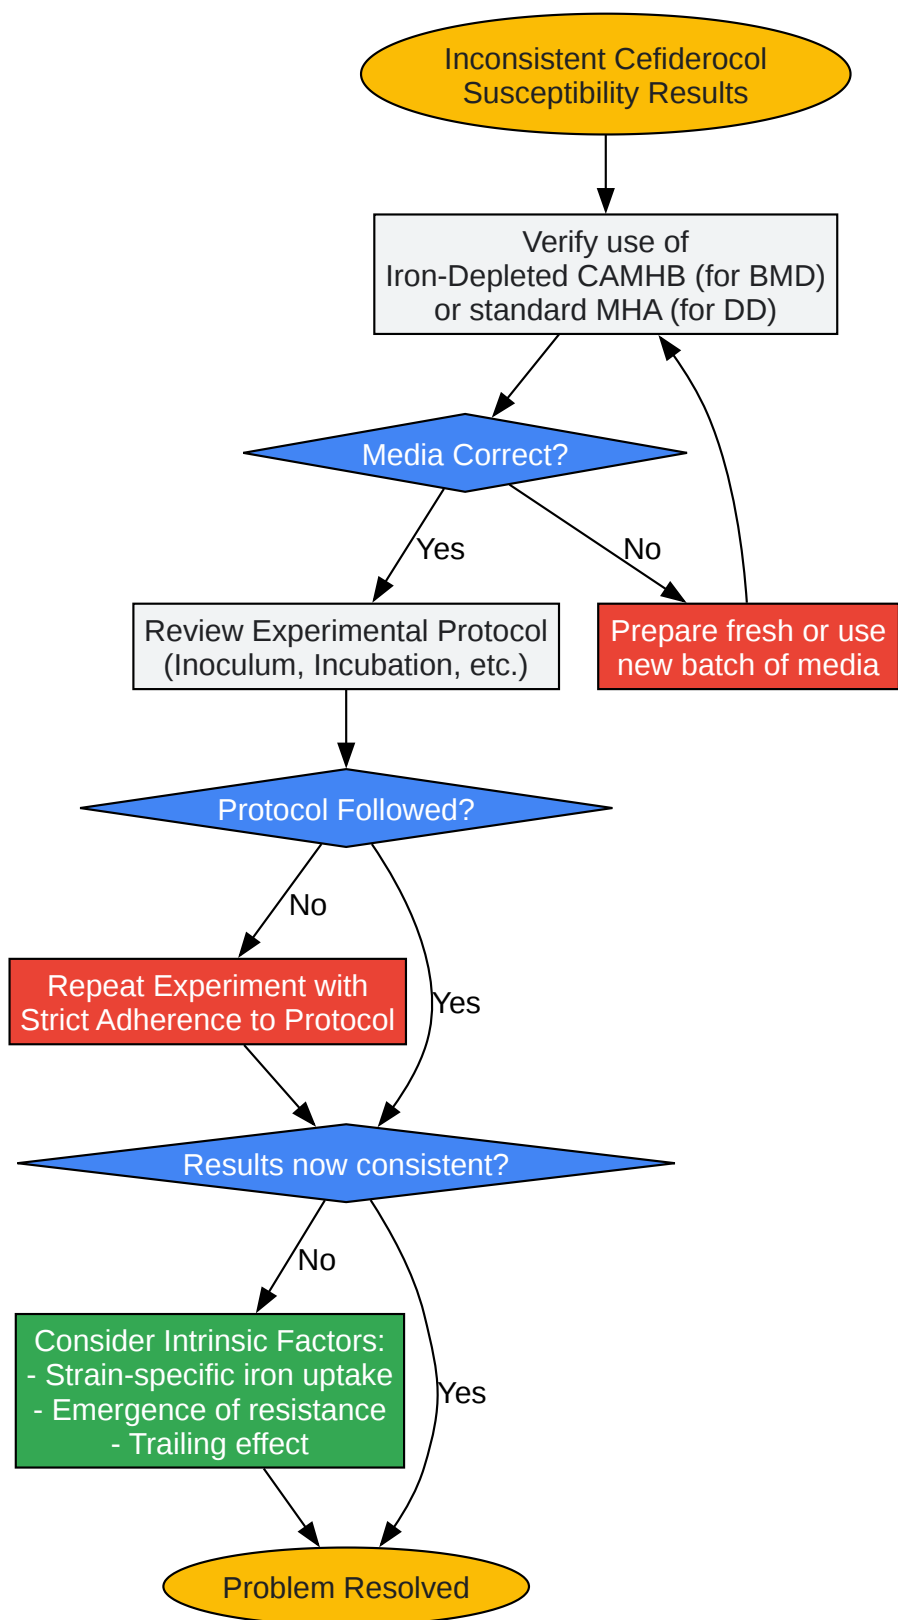 Inconsistent Cefiderocol
Susceptibility Results
Verify use of
Iron-Depleted CAMHB (for BMD)
or standard MHA (for DD)
Media Correct?
Yes
No
Review Experimental Protocol
(Inoculum, Incubation, etc.)
Prepare fresh or use
new batch of media
Protocol Followed?
No
Yes
Repeat Experiment with
Strict Adherence to Protocol
Results now consistent?
No
Yes
Consider Intrinsic Factors:
- Strain-specific iron uptake
- Emergence of resistance
- Trailing effect
Problem Resolved